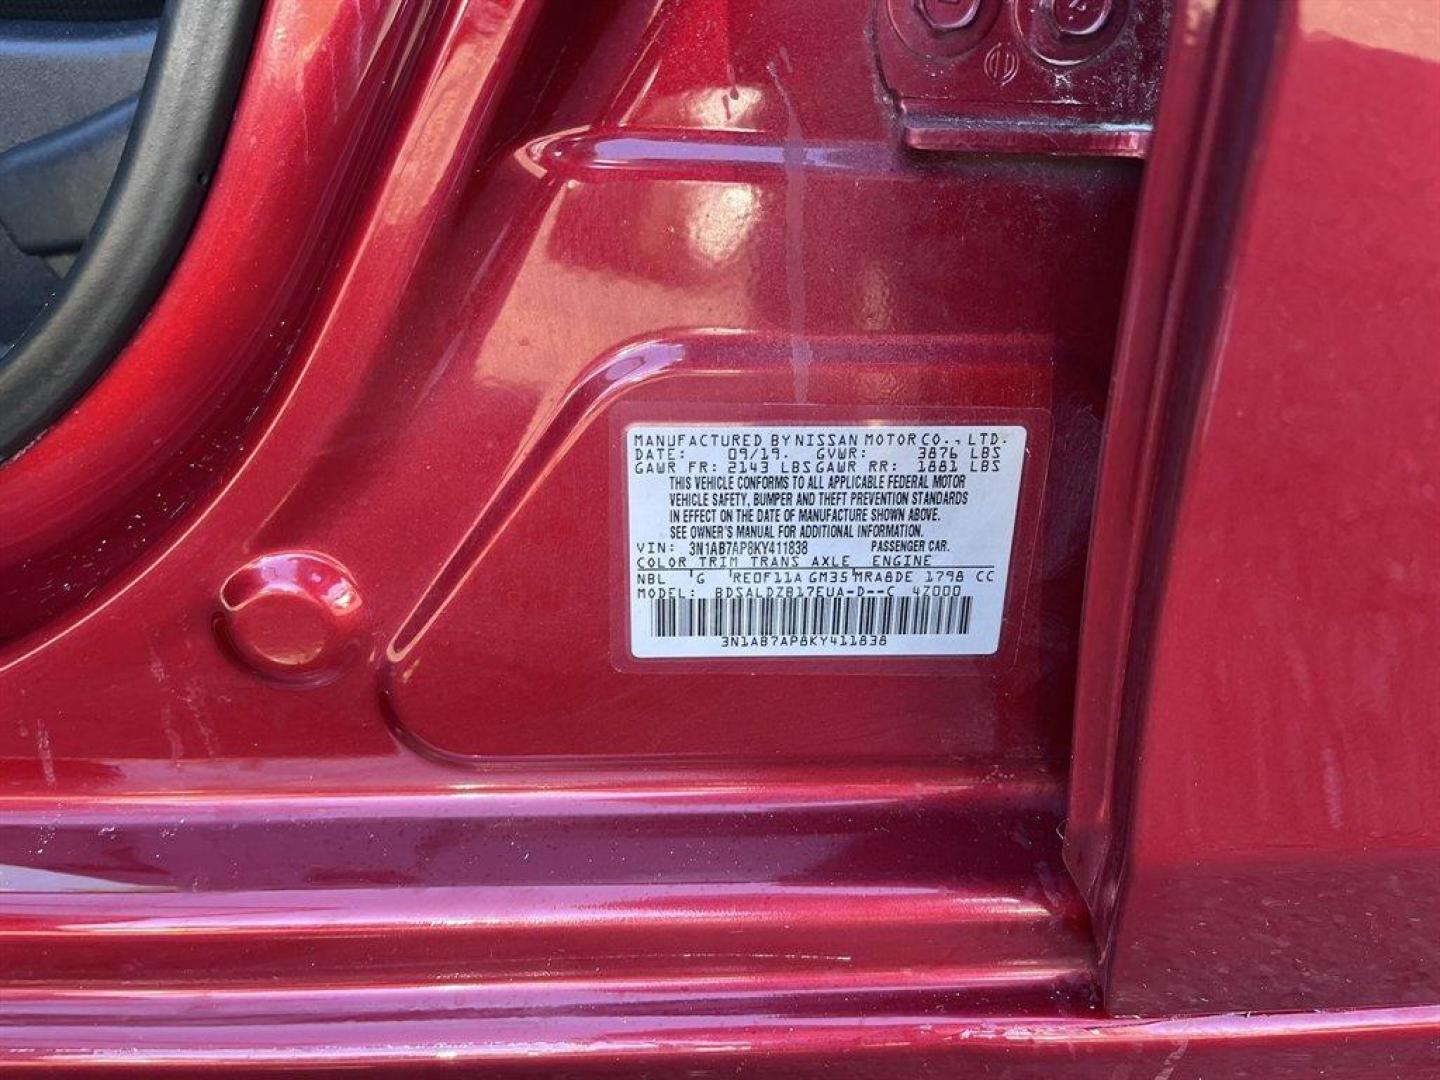 MANUFACTURED BY NISSAN MOTOR CO., LTD.
DATE: 09/19. GVWR: 3876 LBS
GAWR FR: 2143 LBS GAWR RR: 1881 LBS
THIS VEHICLE CONFORMS TO ALL APPLICABLE FEDERAL MOTOR
VEHICLE SAFETY, BUMPER AND THEFT PREVENTION STANDARDS
IN EFFECT ON THE DATE OF MANUFACTURE SHOWN ABOVE.
SEE OWNER'S MANUAL FOR ADDITIONAL INFORMATION.
VIN: 3N1AB7AP8KY411838 PASSENGER CAR.
COLOR TRIM TRANS AXLE ENGINE
NBL G RE0F11A GM35 MRA8DE 1798 CC
MODEL: BDSALDZB17EUA-D--C 4Z000
3N1AB7AP8KY411838